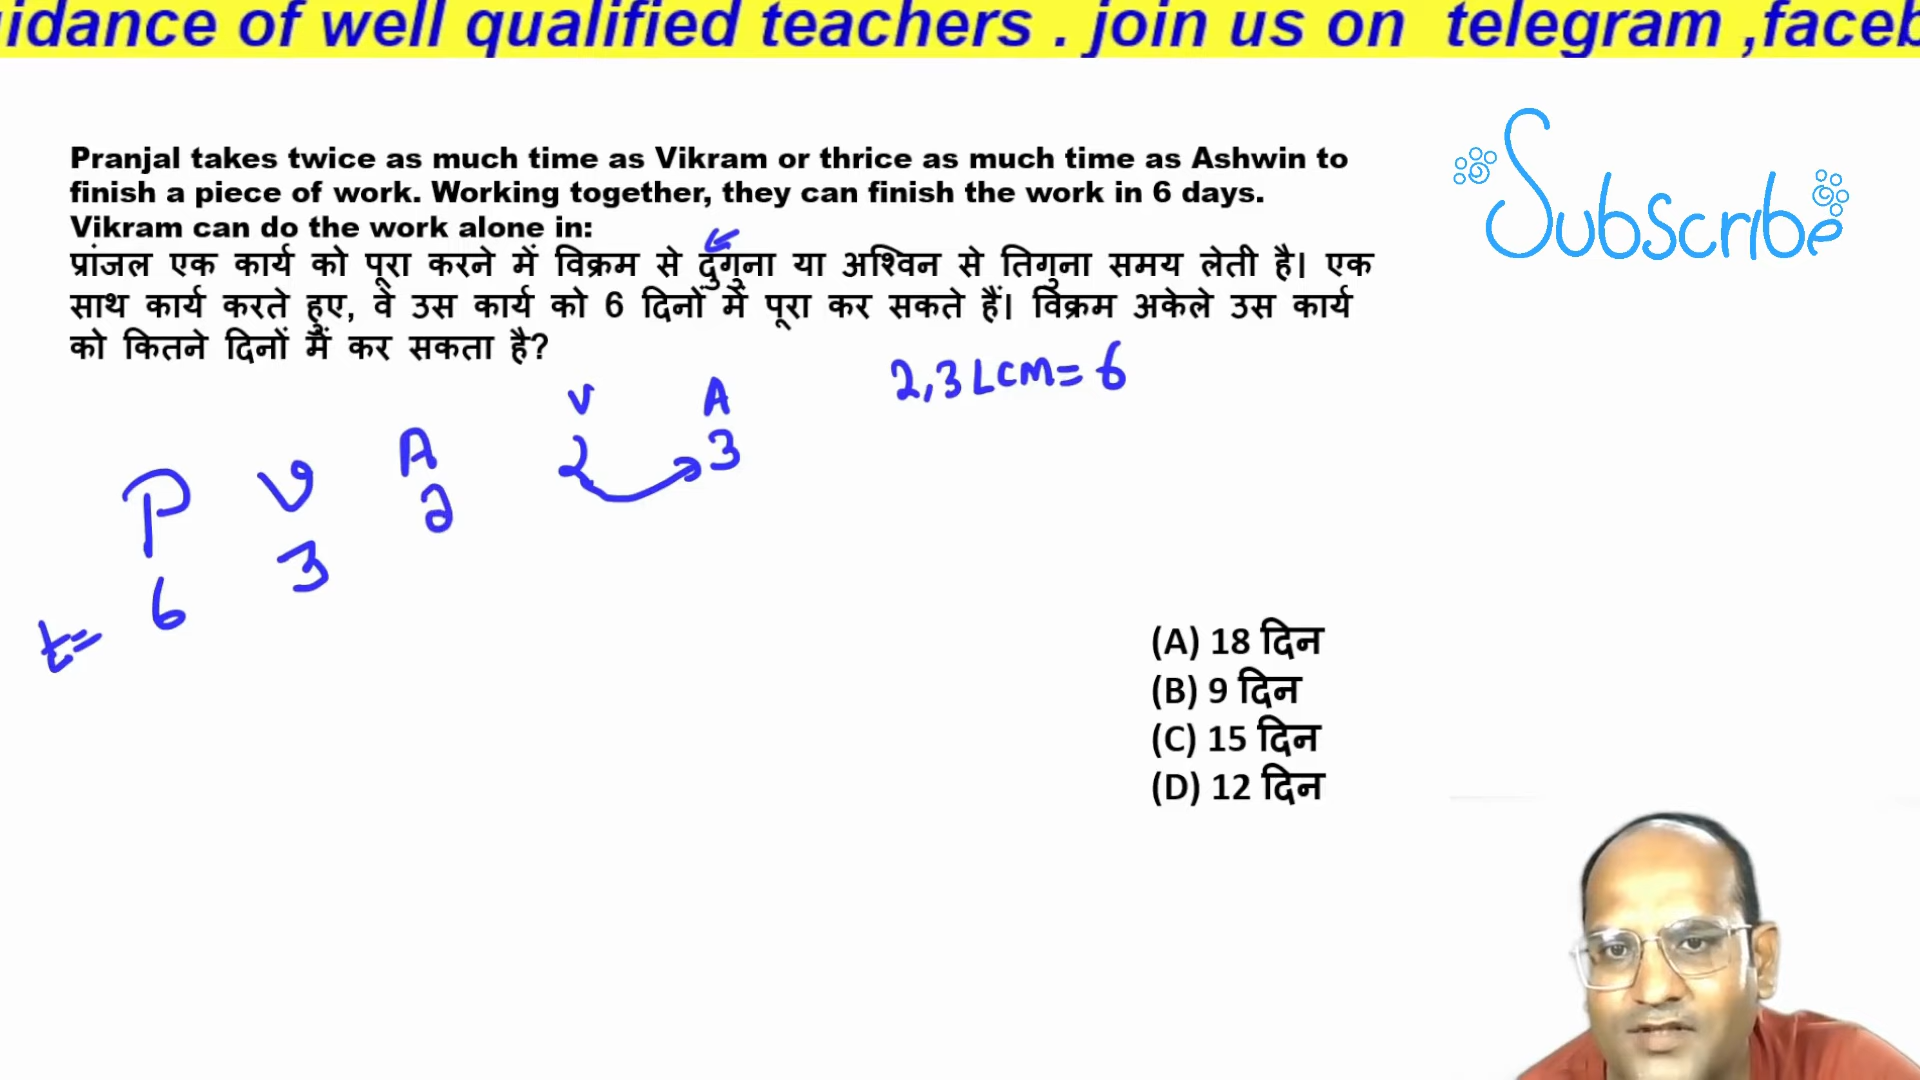 idance of well qualified teachers . join us on telegram ,faceb
Pranjal takes twice as much time as Vikram or thrice as much time as Ashwin to
finish a piece of work. Working together, they can finish the work in 6 days.
Vikram can do the work alone in:
प्रांजल एक कार्य को पूरा करने में विक्रम से दुगुना या अश्विन से तिगुना समय लेती है। एक
साथ कार्य करते हुए, वे उस कार्य को 6 दिनों में पूरा कर सकते हैं। विक्रम अकेले उस कार्य
को कितने दिनों में कर सकता है?
Subscribe
2,3 LCM = 6
V A
2 3
P V A
6 3 2
t=
(A) 18 दिन
(B) 9 दिन
(C) 15 दिन
(D) 12 दिन